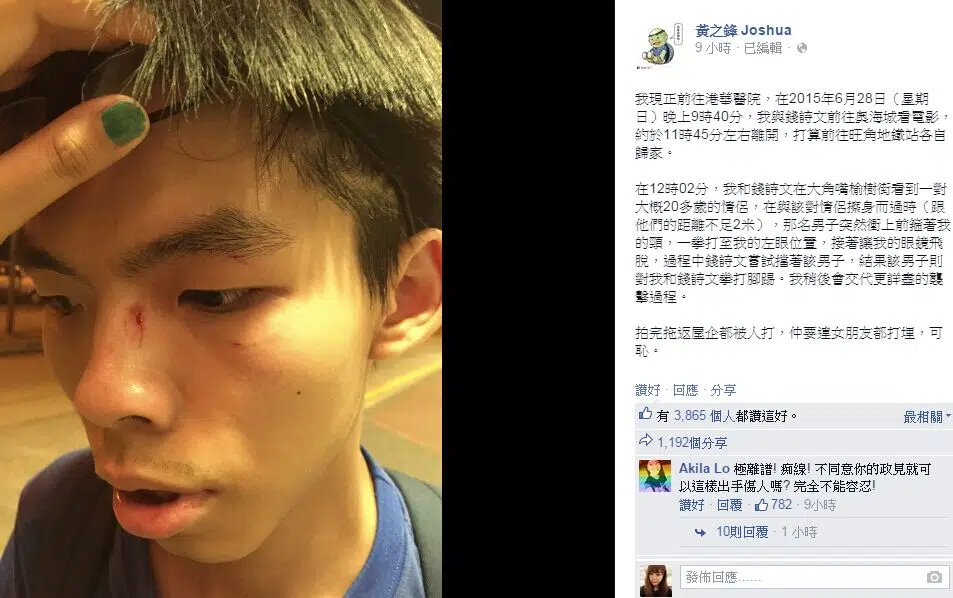 黃之鋒 Joshua
9 小時 · 已編輯 ·
我現正前往港華醫院，在2015年6月28日（星期
日）晚上9時40分，我與錢詩文前往奧海城看電影，
約於11時45分左右離開，打算前往旺角地鐵站各自
歸家。
在12時02分，我和錢詩文在大角嘴榆樹街看到一對
大概20多歲的情侶，在與該對情侶擦身而過時（跟
他們的距離不足2米），那名男子突然衝上前箍著我
的頸，一拳打至我的左眼位置，接著讓我的眼鏡飛
脫，過程中錢詩文嘗試擋著該男子，結果該男子則
對我和錢詩文拳打腳踢。我稍後會交代更詳盡的襲
擊過程。
拍完拖返屋企都被人打，仲要連女朋友都打埋，可
恥。
讚好 · 回應 · 分享
有 3,865 個人都讚這好。
最相關
1,192個分享
Akila Lo 極離譜! 痴線! 不同意你的政見就可
以這樣出手傷人嗎? 完全不能容忍!
讚好 · 回覆 · 782 · 9小時
10則回覆 · 1 小時
發佈回應......